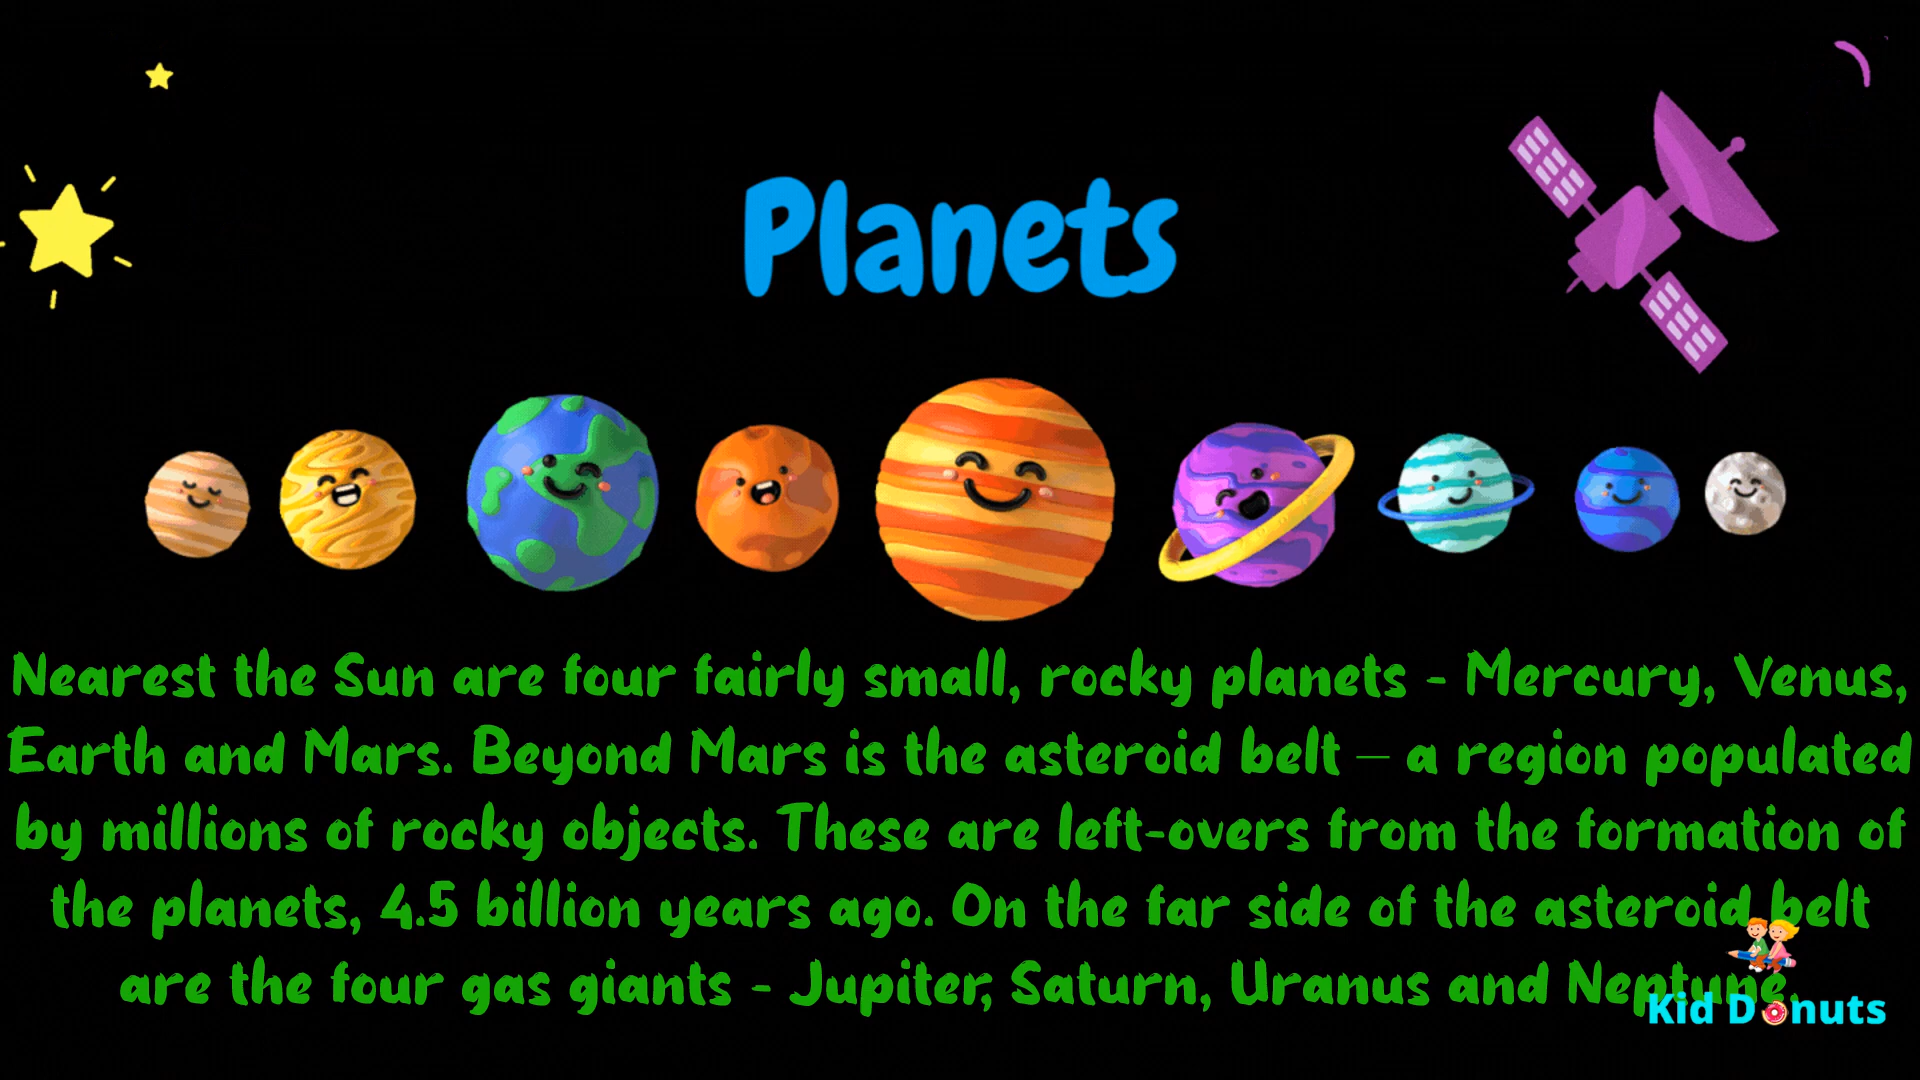 Planets
Nearest the Sun are four fairly small, rocky planets - Mercury, Venus,
Earth and Mars. Beyond Mars is the asteroid belt – a region populated
by millions of rocky objects. These are left-overs from the formation of
the planets, 4.5 billion years ago. On the far side of the asteroid belt
are the four gas giants - Jupiter, Saturn, Uranus and Neptune.
Kid Donuts